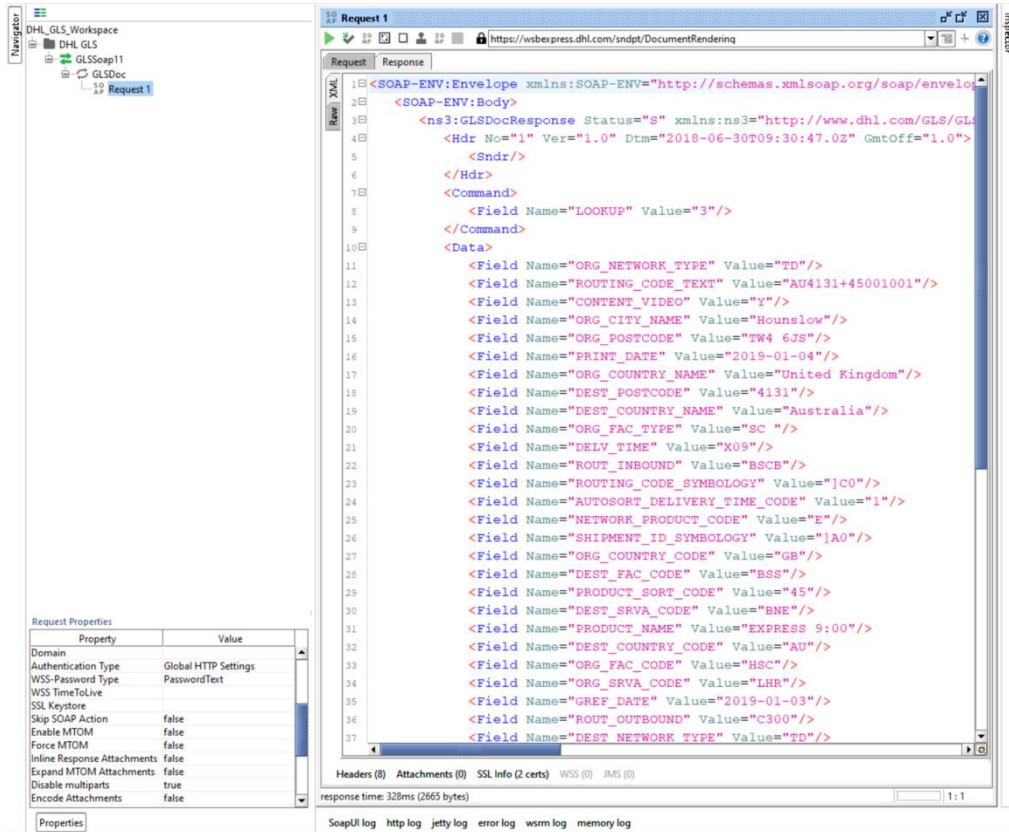 Navigator
DHL_GLS_Workspace
DHL GLS
GLSSoap11
GLSDoc
SO AP Request 1
Request Properties
Property Value
Domain
Authentication Type Global HTTP Settings
WSS-Password Type PasswordText
WSS TimeToLive
SSL Keystore
Skip SOAP Action false
Enable MTOM false
Force MTOM false
Inline Response Attachments false
Expand MTOM Attachments false
Disable multiparts true
Encode Attachments false
Properties
SO AP Request 1
https://wsbexpress.dhl.com/sndpt/DocumentRendering
Request Response
XML
Raw
1 <SOAP-ENV:Envelope xmlns:SOAP-ENV="http://schemas.xmlsoap.org/soap/envelop
2 <SOAP-ENV:Body>
3 <ns3:GLSDocResponse Status="S" xmlns:ns3="http://www.dhl.com/GLS/GLS
4 <Hdr No="1" Ver="1.0" Dtm="2018-06-30T09:30:47.0Z" GmtOff="1.0">
5 <Sndr/>
6 </Hdr>
7 <Command>
8 <Field Name="LOOKUP" Value="3"/>
9 </Command>
10 <Data>
11 <Field Name="ORG_NETWORK_TYPE" Value="TD"/>
12 <Field Name="ROUTING_CODE_TEXT" Value="AU4131+45001001"/>
13 <Field Name="CONTENT_VIDEO" Value="Y"/>
14 <Field Name="ORG_CITY_NAME" Value="Hounslow"/>
15 <Field Name="ORG_POSTCODE" Value="TW4 6JS"/>
16 <Field Name="PRINT_DATE" Value="2019-01-04"/>
17 <Field Name="ORG_COUNTRY_NAME" Value="United Kingdom"/>
18 <Field Name="DEST_POSTCODE" Value="4131"/>
19 <Field Name="DEST_COUNTRY_NAME" Value="Australia"/>
20 <Field Name="ORG_FAC_TYPE" Value="SC "/>
21 <Field Name="DELV_TIME" Value="X09"/>
22 <Field Name="ROUT_INBOUND" Value="BSCB"/>
23 <Field Name="ROUTING_CODE_SYMBOLOGY" Value="]C0"/>
24 <Field Name="AUTOSORT_DELIVERY_TIME_CODE" Value="1"/>
25 <Field Name="NETWORK_PRODUCT_CODE" Value="E"/>
26 <Field Name="SHIPMENT_ID_SYMBOLOGY" Value="]A0"/>
27 <Field Name="ORG_COUNTRY_CODE" Value="GB"/>
28 <Field Name="DEST_FAC_CODE" Value="BSS"/>
29 <Field Name="PRODUCT_SORT_CODE" Value="45"/>
30 <Field Name="DEST_SRVA_CODE" Value="BNE"/>
31 <Field Name="PRODUCT_NAME" Value="EXPRESS 9:00"/>
32 <Field Name="DEST_COUNTRY_CODE" Value="AU"/>
33 <Field Name="ORG_FAC_CODE" Value="HSC"/>
34 <Field Name="ORG_SRVA_CODE" Value="LHR"/>
35 <Field Name="GREF_DATE" Value="2019-01-03"/>
36 <Field Name="ROUT_OUTBOUND" Value="C300"/>
37 <Field Name="DEST_NETWORK_TYPE" Value="TD"/>
Headers (8) Attachments (0) SSL Info (2 certs) WSS (0) JMS (0)
response time: 328ms (2665 bytes)
1 : 1
SoapUI log http log jetty log error log wsrm log memory log
Inspector